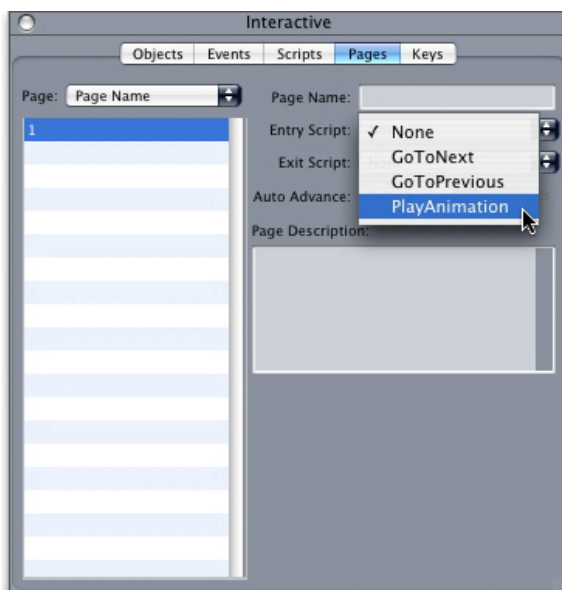 Interactive
Objects Events Scripts Pages Keys
Page: Page Name
1
Page Name:
Entry Script:
✓ None
GoToNext
Exit Script:
GoToPrevious
Auto Advance:
PlayAnimation
Page Description: